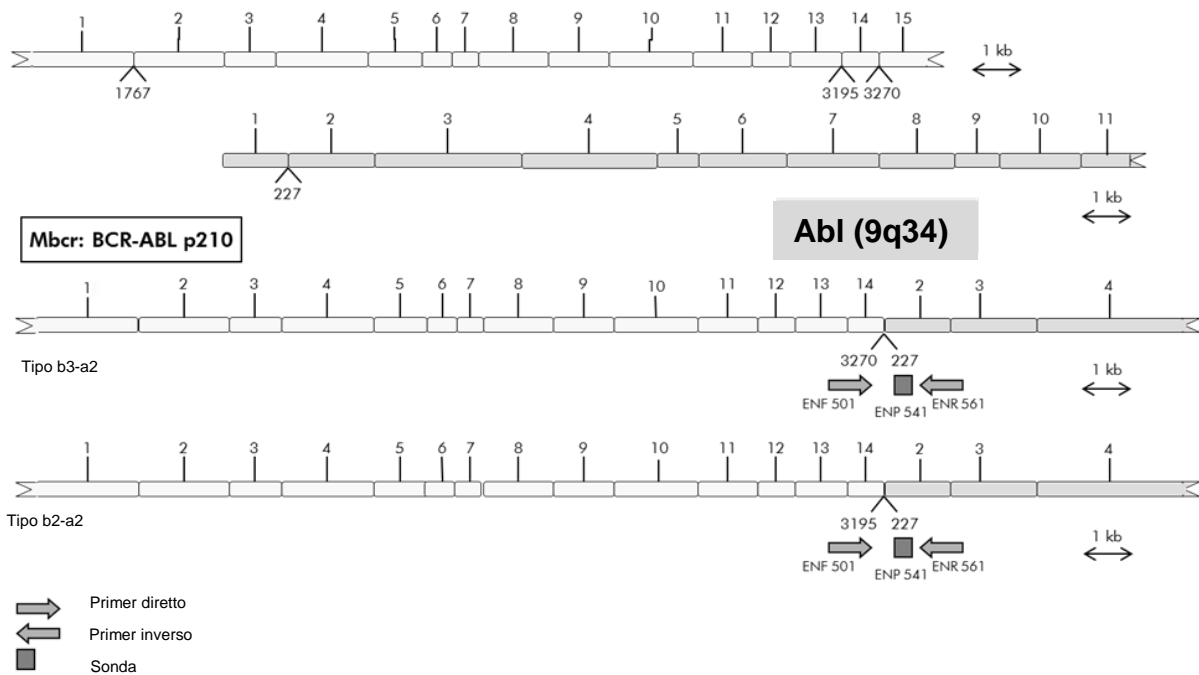 1 2 3 4 5 6 7 8 9 10 11 12 13 14 15
1 kb
1767 3195 3270
1 2 3 4 5 6 7 8 9 10 11
227
1 kb
Mbcr: BCR-ABL p210
Abl (9q34)
1 2 3 4 5 6 7 8 9 10 11 12 13 14 2 3 4
3270 227
1 kb
Tipo b3-a2
ENF 501 ENP 541 ENR 561
1 2 3 4 5 6 7 8 9 10 11 12 13 14 2 3 4
Tipo b2-a2
3195 227
1 kb
ENF 501 ENP 541 ENR 561
Primer diretto
Primer inverso
Sonda